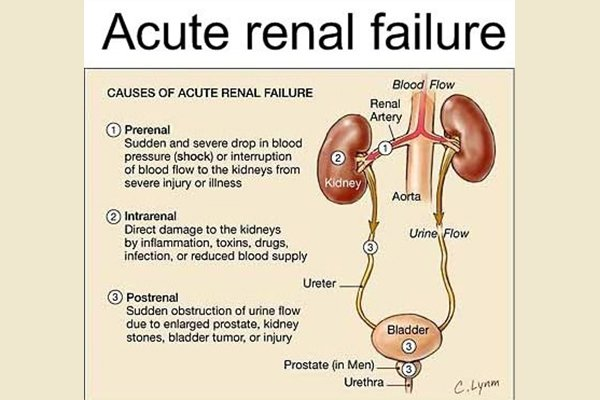 Acute renal failure
CAUSES OF ACUTE RENAL FAILURE
1 Prerenal
Sudden and severe drop in blood
pressure (shock) or interruption
of blood flow to the kidneys from
severe injury or illness
2 Intrarenal
Direct damage to the kidneys
by inflammation, toxins, drugs,
infection, or reduced blood supply
3 Postrenal
Sudden obstruction of urine flow
due to enlarged prostate, kidney
stones, bladder tumor, or injury
Blood Flow
Renal
Artery
1
2
Kidney
Aorta
Urine Flow
3
Ureter
Bladder
3
Prostate (in Men)
3
Urethra
C. Lynm